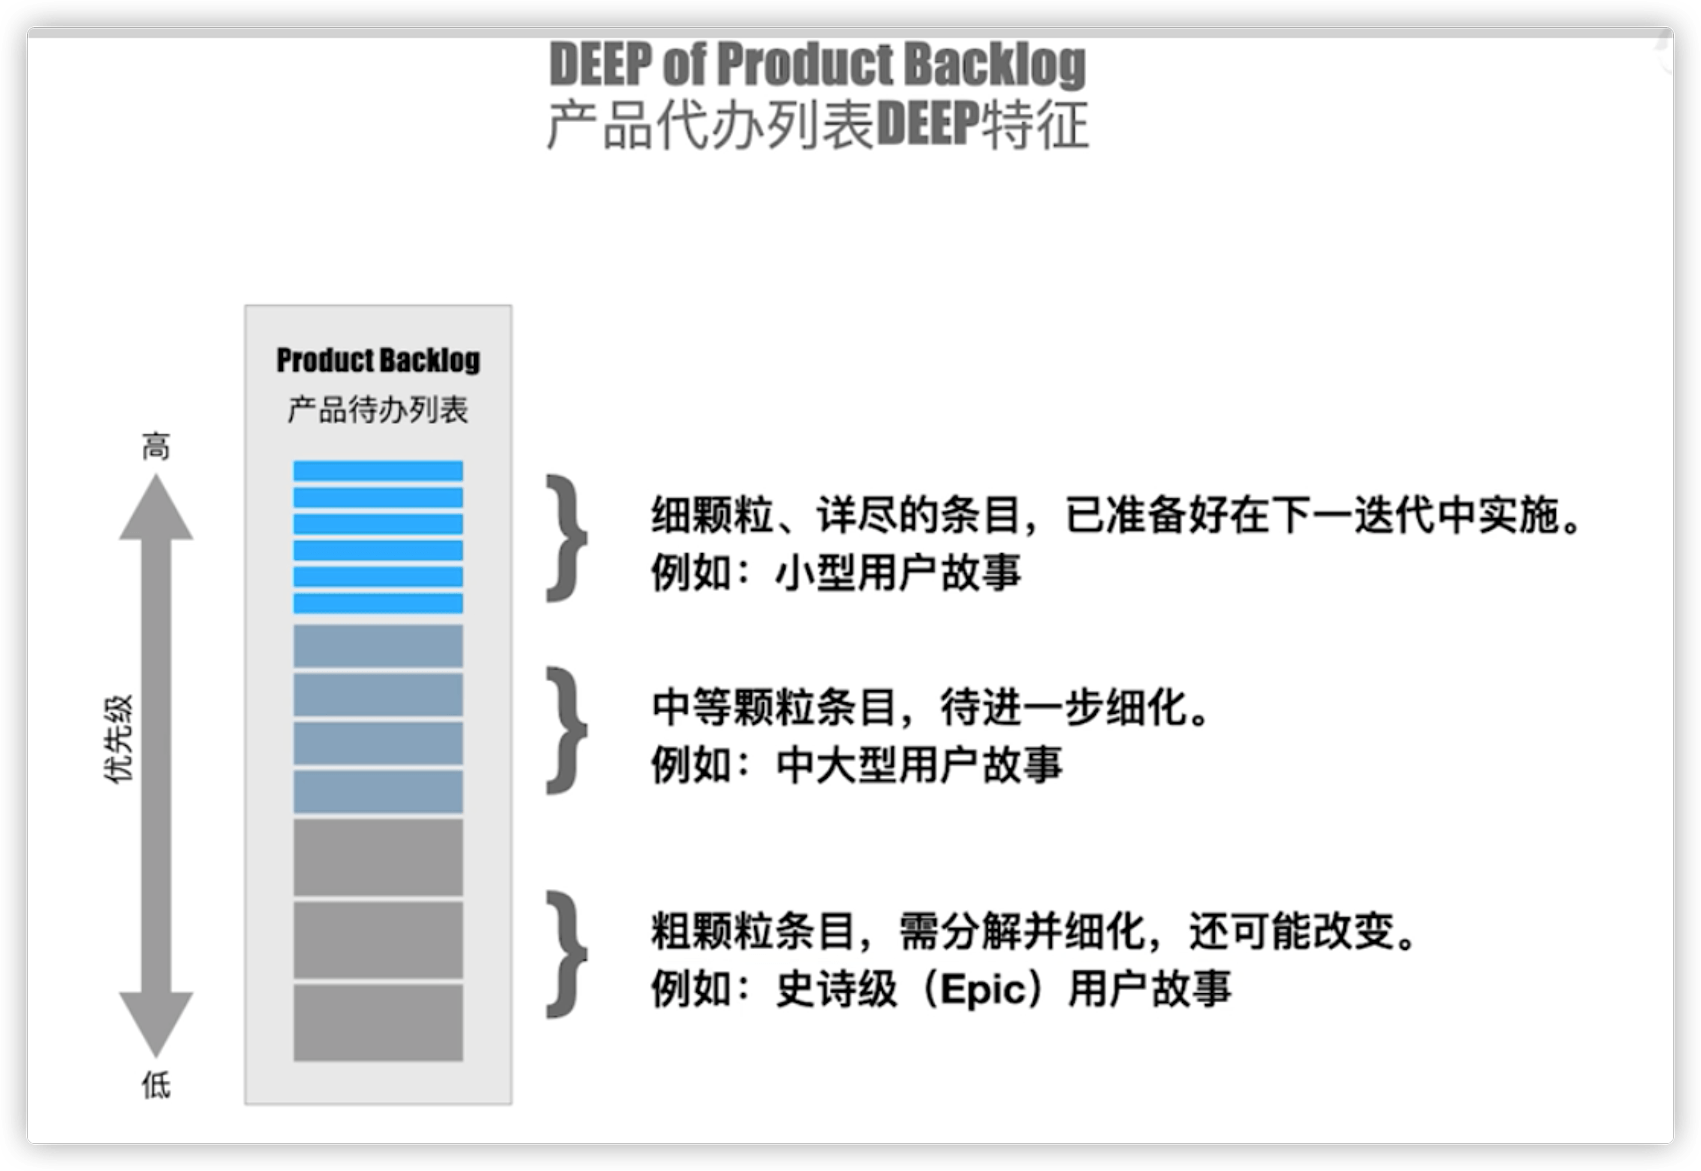 DEEP of Product Backlog
产品代办列表DEEP特征
Product Backlog
产品待办列表
高
优先级
低
细颗粒、详尽的条目，已准备好在下一迭代中实施。
例如：小型用户故事
中等颗粒条目，待进一步细化。
例如：中大型用户故事
粗颗粒条目，需分解并细化，还可能改变。
例如：史诗级（Epic）用户故事